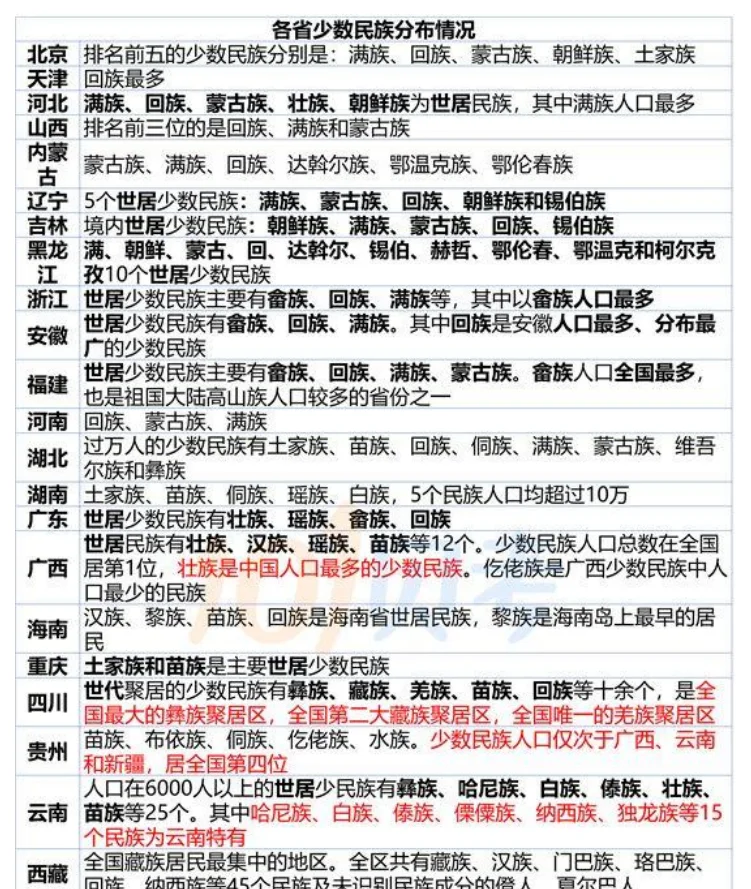 各省少数民族分布情况
北京 排名前五的少数民族分别是：满族、回族、蒙古族、朝鲜族、土家族
天津 回族最多
河北 满族、回族、蒙古族、壮族、朝鲜族为世居民族，其中满族人口最多
山西 排名前三位的是回族、满族和蒙古族
内蒙
古 蒙古族、满族、回族、达斡尔族、鄂温克族、鄂伦春族
辽宁 5个世居少数民族：满族、蒙古族、回族、朝鲜族和锡伯族
吉林 境内世居少数民族：朝鲜族、满族、蒙古族、回族、锡伯族
黑龙 满、朝鲜、蒙古、回、达斡尔、锡伯、赫哲、鄂伦春、鄂温克和柯尔克
江 孜10个世居少数民族
浙江 世居少数民族主要有畲族、回族、满族等，其中以畲族人口最多
安徽 世居少数民族有畲族、回族、满族。其中回族是安徽人口最多、分布最
广的少数民族
福建 世居少数民族主要有畲族、回族、满族、蒙古族。畲族人口全国最多，
也是祖国大陆高山族人口较多的省份之一
河南 回族、蒙古族、满族
湖北 过万人的少数民族有土家族、苗族、回族、侗族、满族、蒙古族、维吾
尔族和彝族
湖南 土家族、苗族、侗族、瑶族、白族，5个民族人口均超过10万
广东 世居少数民族有壮族、瑶族、畲族、回族
广西 世居民族有壮族、汉族、瑶族、苗族等12个。少数民族人口总数在全国
居第1位，壮族是中国人口最多的少数民族。仡佬族是广西少数民族中人
口最少的民族
海南 汉族、黎族、苗族、回族是海南省世居民族，黎族是海南岛上最早的居
民
重庆 土家族和苗族是主要世居少数民族
四川 世代聚居的少数民族有彝族、藏族、羌族、苗族、回族等十余个，是全
国最大的彝族聚居区，全国第二大藏族聚居区，全国唯一的羌族聚居区
贵州 苗族、布依族、侗族、仡佬族、水族。少数民族人口仅次于广西、云南
和新疆，居全国第四位
云南 人口在6000人以上的世居少民族有彝族、哈尼族、白族、傣族、壮族、
苗族等25个。其中哈尼族、白族、傣族、傈僳族、纳西族、独龙族等15
个民族为云南特有
西藏 全国藏族居民最集中的地区。全区共有藏族、汉族、门巴族、珞巴族、
回族、纳西族等45个民族及未识别民族成分的僜人、夏尔巴人